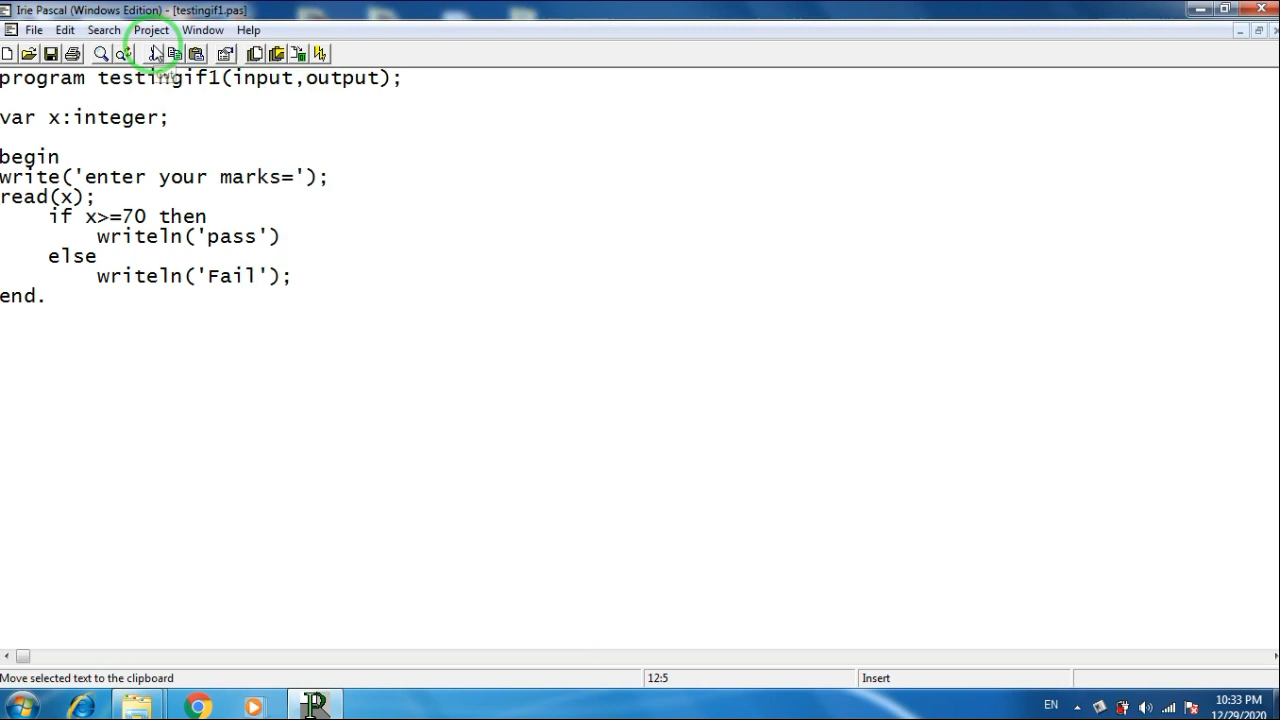 Irie Pascal (Windows Edition) - [testingif1.pas]
File Edit Search Project Window Help
program testingif1(input,output);
var x:integer;
begin
write('enter your marks=');
read(x);
if x>=70 then
writeln('pass')
else
writeln('Fail');
end.
Move selected text to the clipboard 12:5 Insert
EN 10:33 PM
12/29/2020